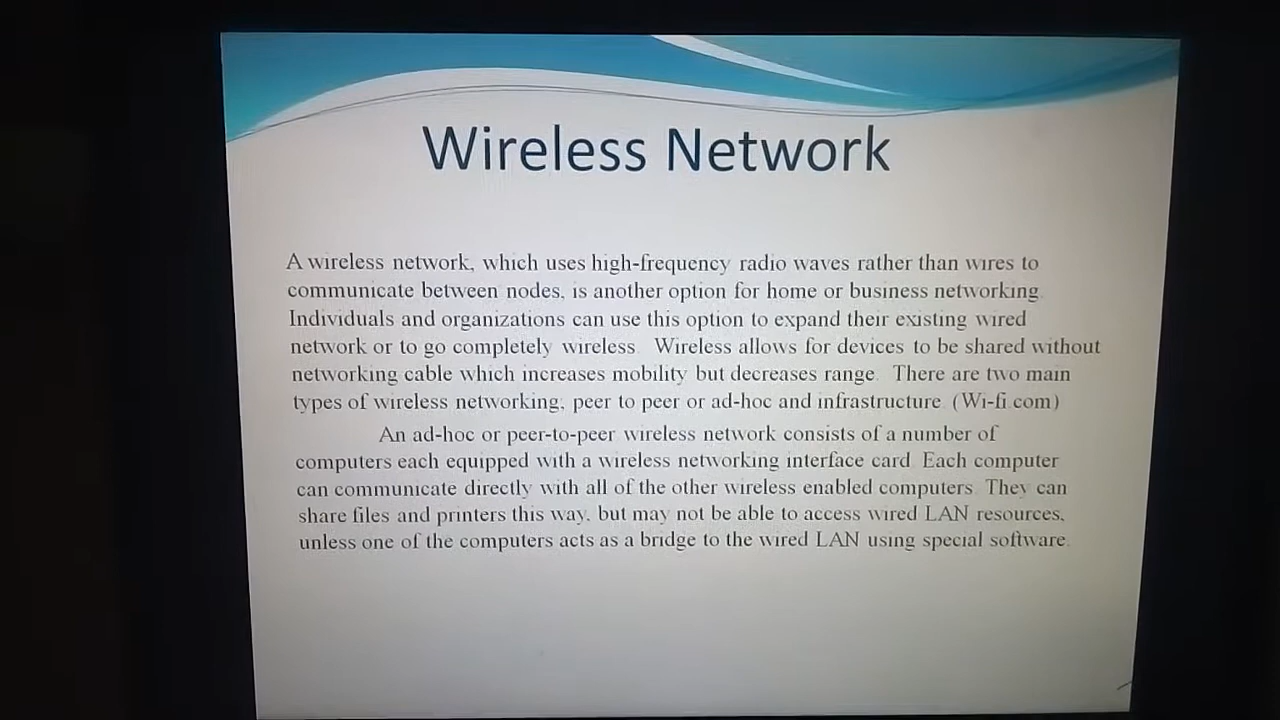 Wireless Network
A wireless network, which uses high-frequency radio waves rather than wires to
communicate between nodes, is another option for home or business networking.
Individuals and organizations can use this option to expand their existing wired
network or to go completely wireless. Wireless allows for devices to be shared without
networking cable which increases mobility but decreases range. There are two main
types of wireless networking; peer to peer or ad-hoc and infrastructure. (Wi-fi.com)
An ad-hoc or peer-to-peer wireless network consists of a number of
computers each equipped with a wireless networking interface card. Each computer
can communicate directly with all of the other wireless enabled computers. They can
share files and printers this way, but may not be able to access wired LAN resources,
unless one of the computers acts as a bridge to the wired LAN using special software.